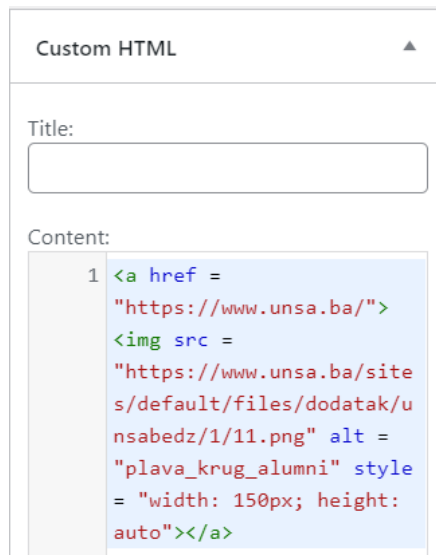 Custom HTML
Title:
Content:
1 <a href =
"https://www.unsa.ba/">
<img src =
"https://www.unsa.ba/site
s/default/files/dodatak/u
nsabedz/1/11.png" alt =
"plava_krug_alumni" style
= "width: 150px; height:
auto"></a>